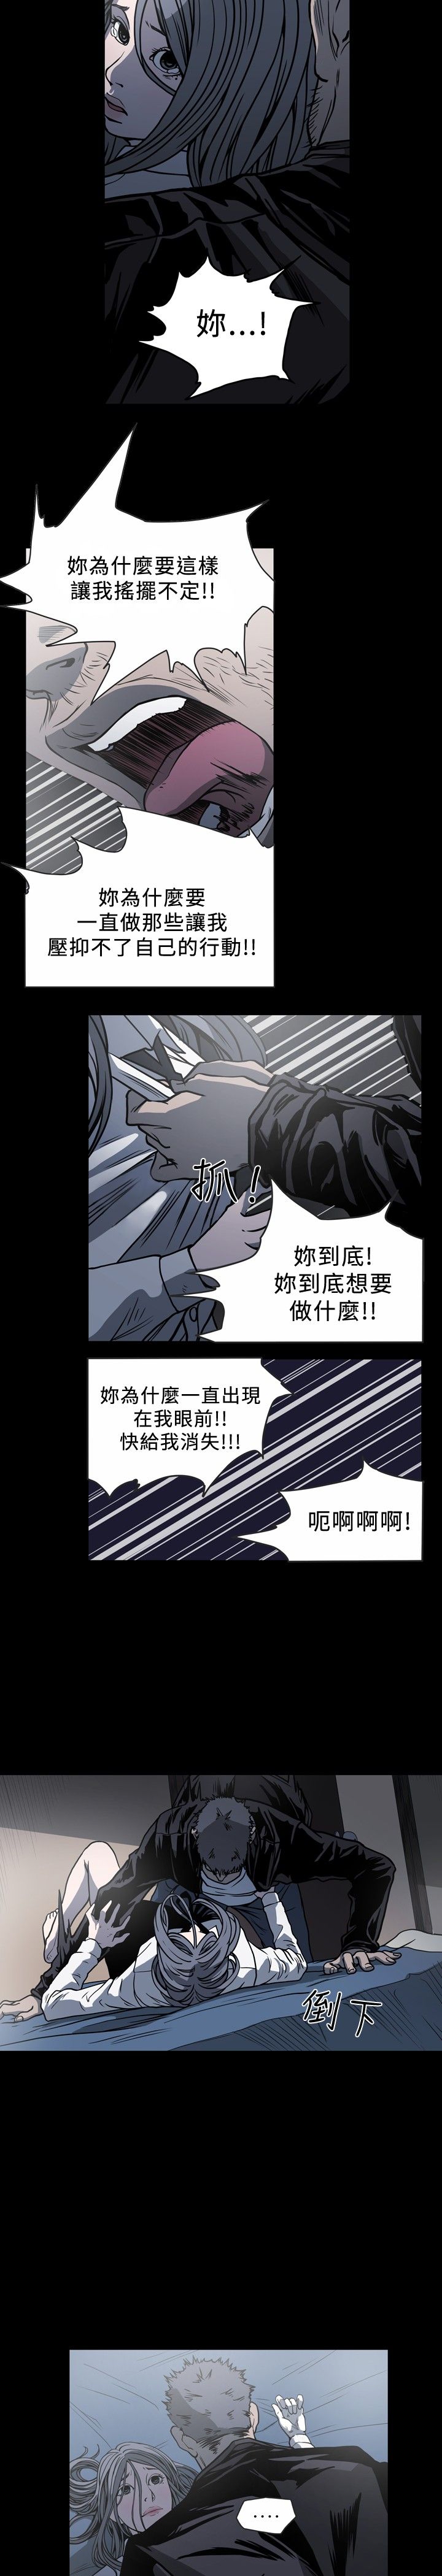 妳...!
妳為什麼要這樣
讓我搖擺不定!!
妳為什麼要
一直做那些讓我
壓抑不了自己的行動!!
抓!
妳到底!
妳到底想要
做什麼!!
妳為什麼一直出現
在我眼前!!
快給我消失!!!
呃啊啊啊!
倒下
....